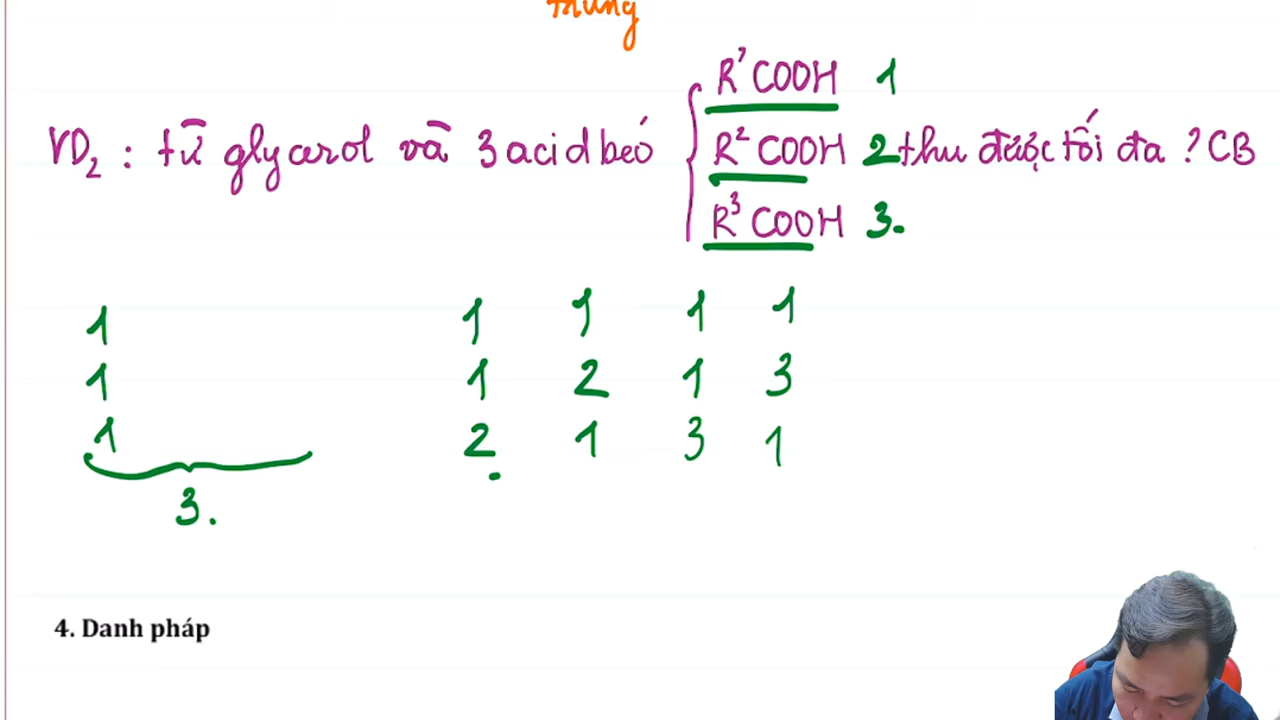 trùng
R¹COOH 1
VD₂ : từ glycerol và 3 acid béo R²COOH 2 thu được tối đa ? CB
R³COOH 3.
1 1 1 1 1
1 1 2 1 3
1 2 1 3 1
3.
4. Danh pháp